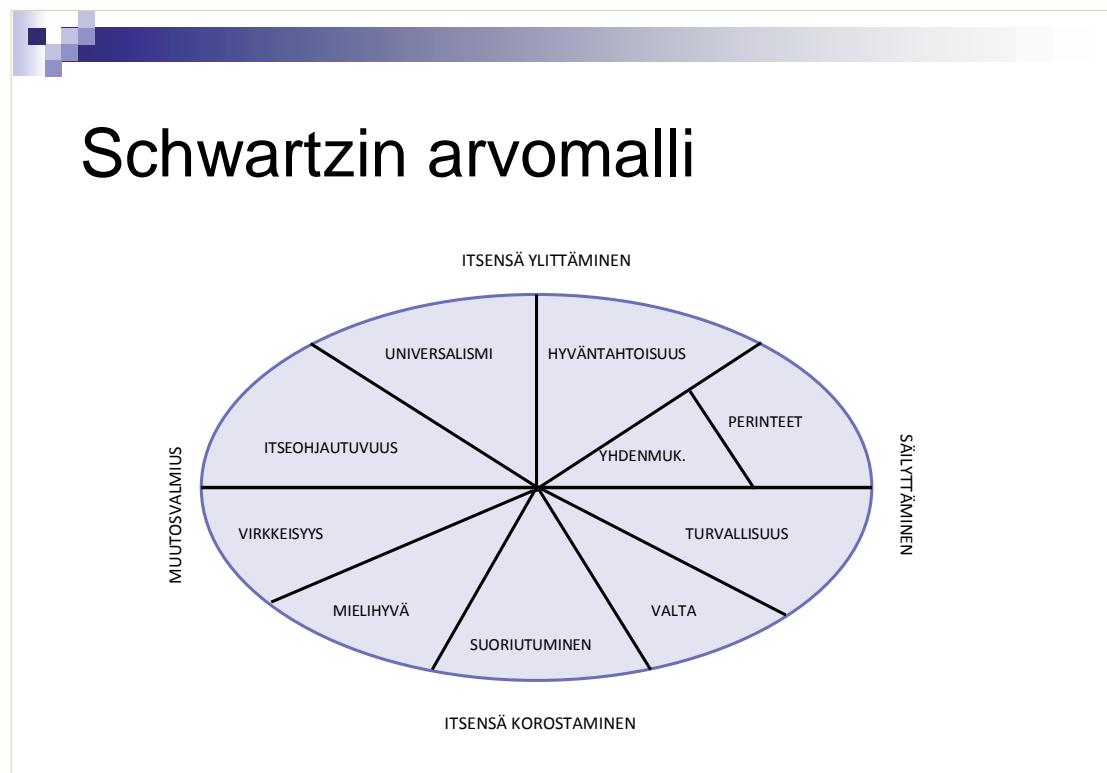 Schwartzin arvomalli
ITSENSÄ YLITTÄMINEN
UNIVERSALISMI
HYVÄNTAHTOISUUS
PERINTEET
ITSEOHJAUTUVUUS
YHDENMUK.
MUUTOSVALMIUS
SÄILYTTÄMINEN
VIRKKEISYYS
TURVALLISUUS
MIELIHYVÄ
VALTA
SUORIUTUMINEN
ITSENSÄ KOROSTAMINEN